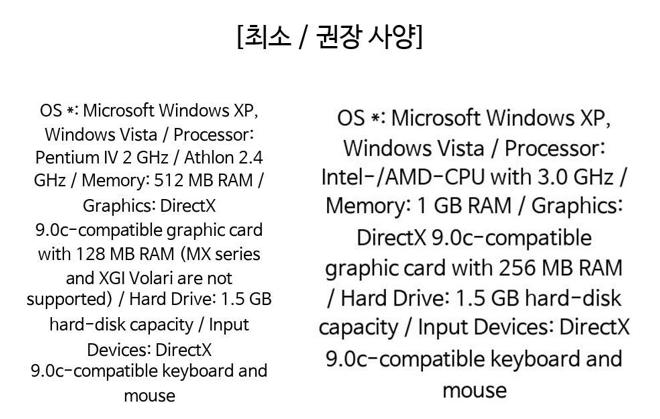 [최소 / 권장 사양]
OS *: Microsoft Windows XP,
Windows Vista / Processor:
Pentium IV 2 GHz / Athlon 2.4
GHz / Memory: 512 MB RAM /
Graphics: DirectX
9.0c-compatible graphic card
with 128 MB RAM (MX series
and XGI Volari are not
supported) / Hard Drive: 1.5 GB
hard-disk capacity / Input
Devices: DirectX
9.0c-compatible keyboard and
mouse
OS *: Microsoft Windows XP,
Windows Vista / Processor:
Intel-/AMD-CPU with 3.0 GHz /
Memory: 1 GB RAM / Graphics:
DirectX 9.0c-compatible
graphic card with 256 MB RAM
/ Hard Drive: 1.5 GB hard-disk
capacity / Input Devices: DirectX
9.0c-compatible keyboard and
mouse